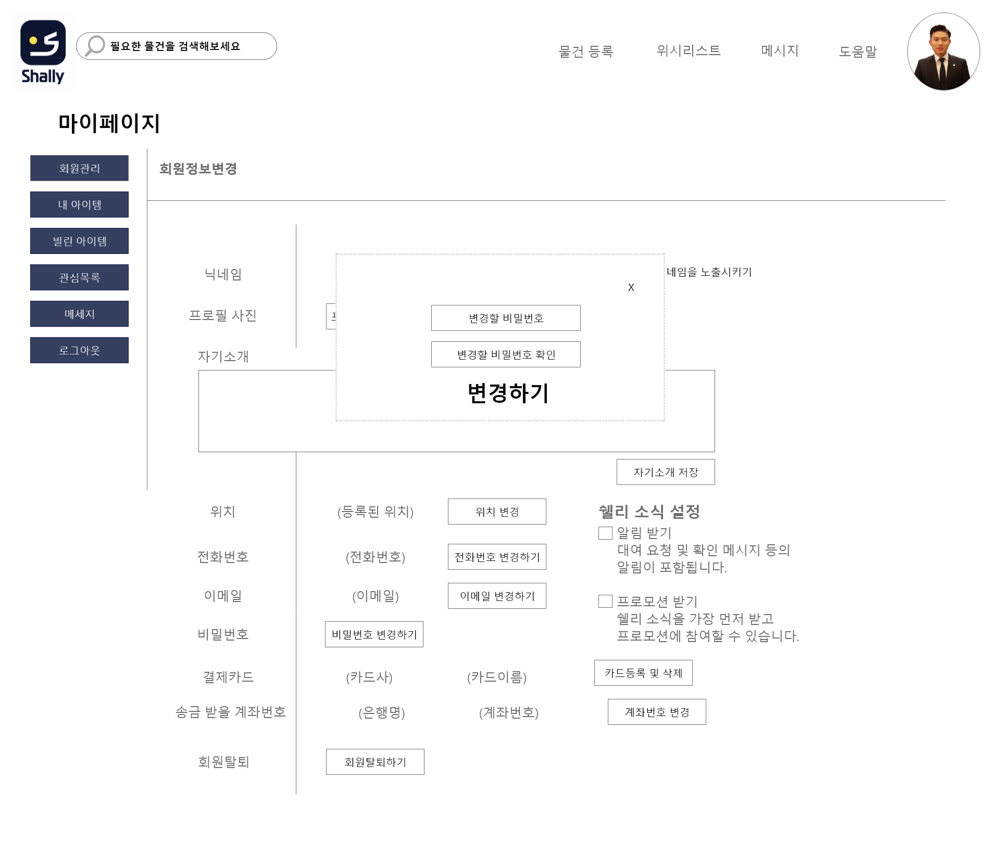 Shally
필요한 물건을 검색해보세요
물건 등록
위시리스트
메시지
도움말
마이페이지
회원관리
내 아이템
빌린 아이템
관심목록
메세지
로그아웃
회원정보변경
닉네임
네임을 노출시키기
X
프로필 사진
변경할 비밀번호
변경할 비밀번호 확인
자기소개
변경하기
자기소개 저장
위치
(등록된 위치)
위치 변경
전화번호
(전화번호)
전화번호 변경하기
이메일
(이메일)
이메일 변경하기
비밀번호
비밀번호 변경하기
쉘리 소식 설정
알림 받기
대여 요청 및 확인 메시지 등의
알림이 포함됩니다.
프로모션 받기
쉘리 소식을 가장 먼저 받고
프로모션에 참여할 수 있습니다.
결제카드
(카드사)
(카드이름)
카드등록 및 삭제
송금 받을 계좌번호
(은행명)
(계좌번호)
계좌번호 변경
회원탈퇴
회원탈퇴하기